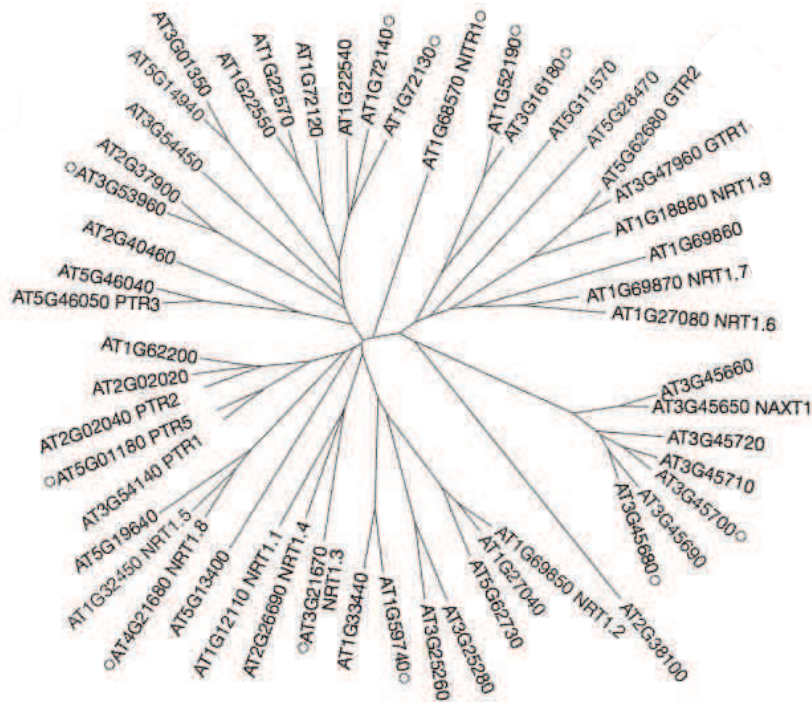 AT3G01350
AT5G14940
AT3G54450
AT2G37900
○AT3G53960
AT2G40460
AT5G46040
AT5G46050 PTR3
AT1G62200
AT2G02020
AT2G02040 PTR2
○AT5G01180 PTR5
AT3G54140 PTR1
AT5G19640
AT1G32450 NRT1.5
○AT4G21680 NRT1.8
AT5G13400
AT1G12110 NRT1.1
AT2G26690 NRT1.4
○AT3G21670
NRT1.3
AT1G33440
AT1G59740○
AT3G25260
AT3G25280
AT5G62730
AT1G27040
AT1G69850 NRT1.2
AT2G38100
AT3G45680○
AT3G45690
AT3G45700○
AT3G45710
AT3G45720
AT3G45650 NAXT1
AT3G45660
AT1G27080 NRT1.6
AT1G69870 NRT1.7
AT1G69860
AT1G18880 NRT1.9
AT3G47960 GTR1
AT5G62680 GTR2
AT5G28470
AT5G11570
AT3G16180○
AT1G52190○
AT1G68570 NITR1○
AT1G72130○
AT1G72140○
AT1G22540
AT1G72120
AT1G22570
AT1G22550